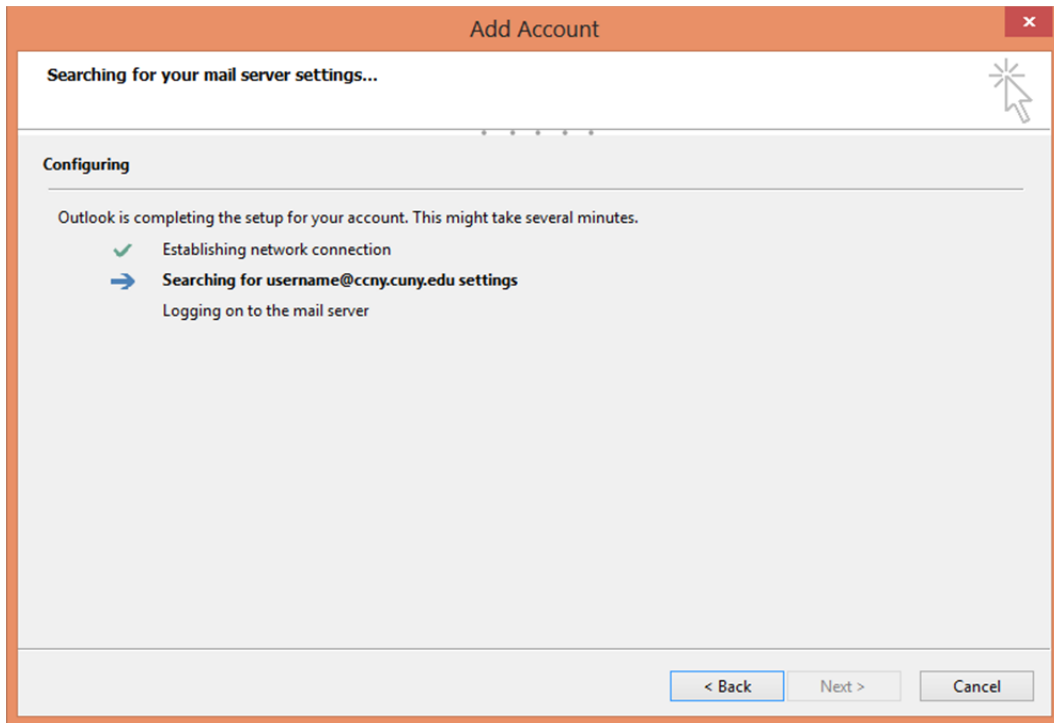 Add Account
Searching for your mail server settings...
Configuring
Outlook is completing the setup for your account. This might take several minutes.
Establishing network connection
Searching for username@ccny.cuny.edu settings
Logging on to the mail server
< Back
Next >
Cancel